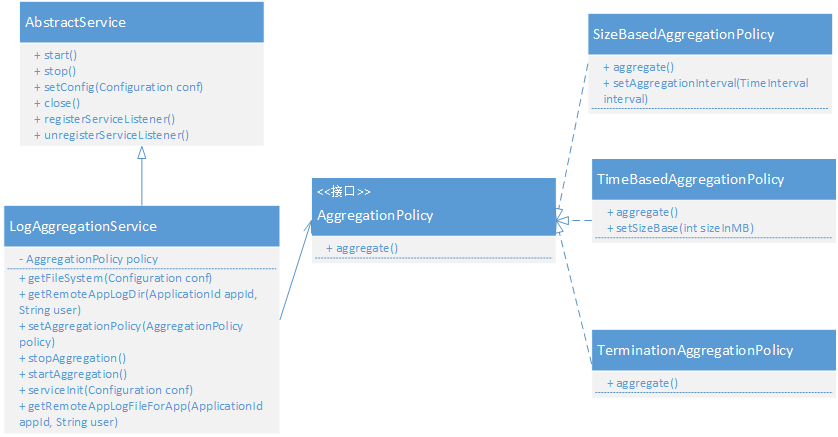 AbstractService
+ start()
+ stop()
+ setConfig(Configuration conf)
+ close()
+ registerServiceListener()
+ unregisterServiceListener()
LogAggregationService
- AggregationPolicy policy
+ getFileSystem(Configuration conf)
+ getRemoteAppLogDir(ApplicationId appId,
String user)
+ setAggregationPolicy(AggregationPolicy
policy)
+ stopAggregation()
+ startAggregation()
+ serviceInit(Configuration conf)
+ getRemoteAppLogFileForApp(ApplicationId
appId, String user)
<<接口>>
AggregationPolicy
+ aggregate()
SizeBasedAggregationPolicy
+ aggregate()
+ setAggregationInterval(TimeInterval
interval)
TimeBasedAggregationPolicy
+ aggregate()
+ setSizeBase(int sizeInMB)
TerminationAggregationPolicy
+ aggregate()